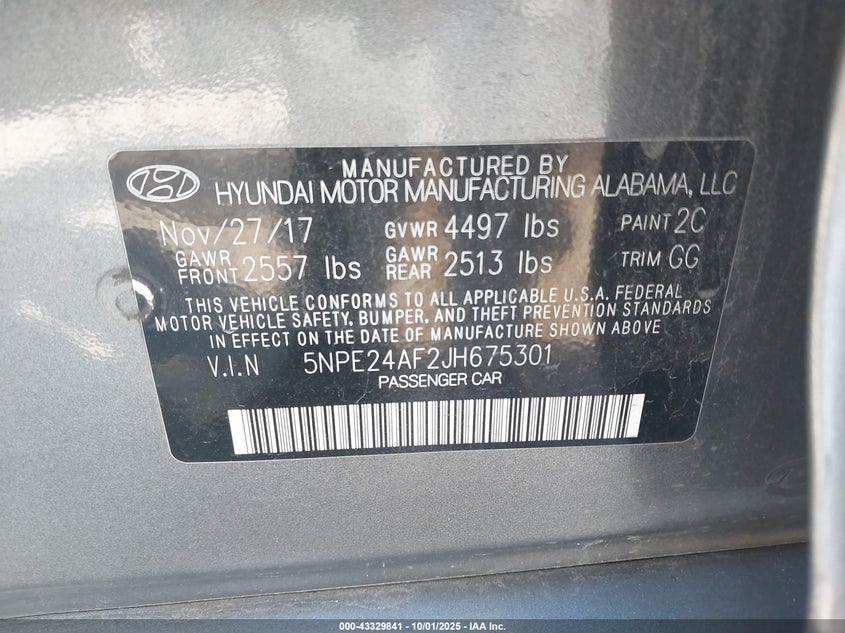 MANUFACTURED BY
HYUNDAI MOTOR MANUFACTURING ALABAMA, LLC
Nov/27/17 GVWR 4497 lbs PAINT 2C
GAWR FRONT 2557 lbs GAWR REAR 2513 lbs TRIM GG
THIS VEHICLE CONFORMS TO ALL APPLICABLE U.S.A. FEDERAL
MOTOR VEHICLE SAFETY, BUMPER, AND THEFT PREVENTION STANDARDS
IN EFFECT ON THE DATE OF MANUFACTURE SHOWN ABOVE
V.I.N 5NPE24AF2JH675301
PASSENGER CAR
000-43329841 - 10/01/2025 - IAA Inc.